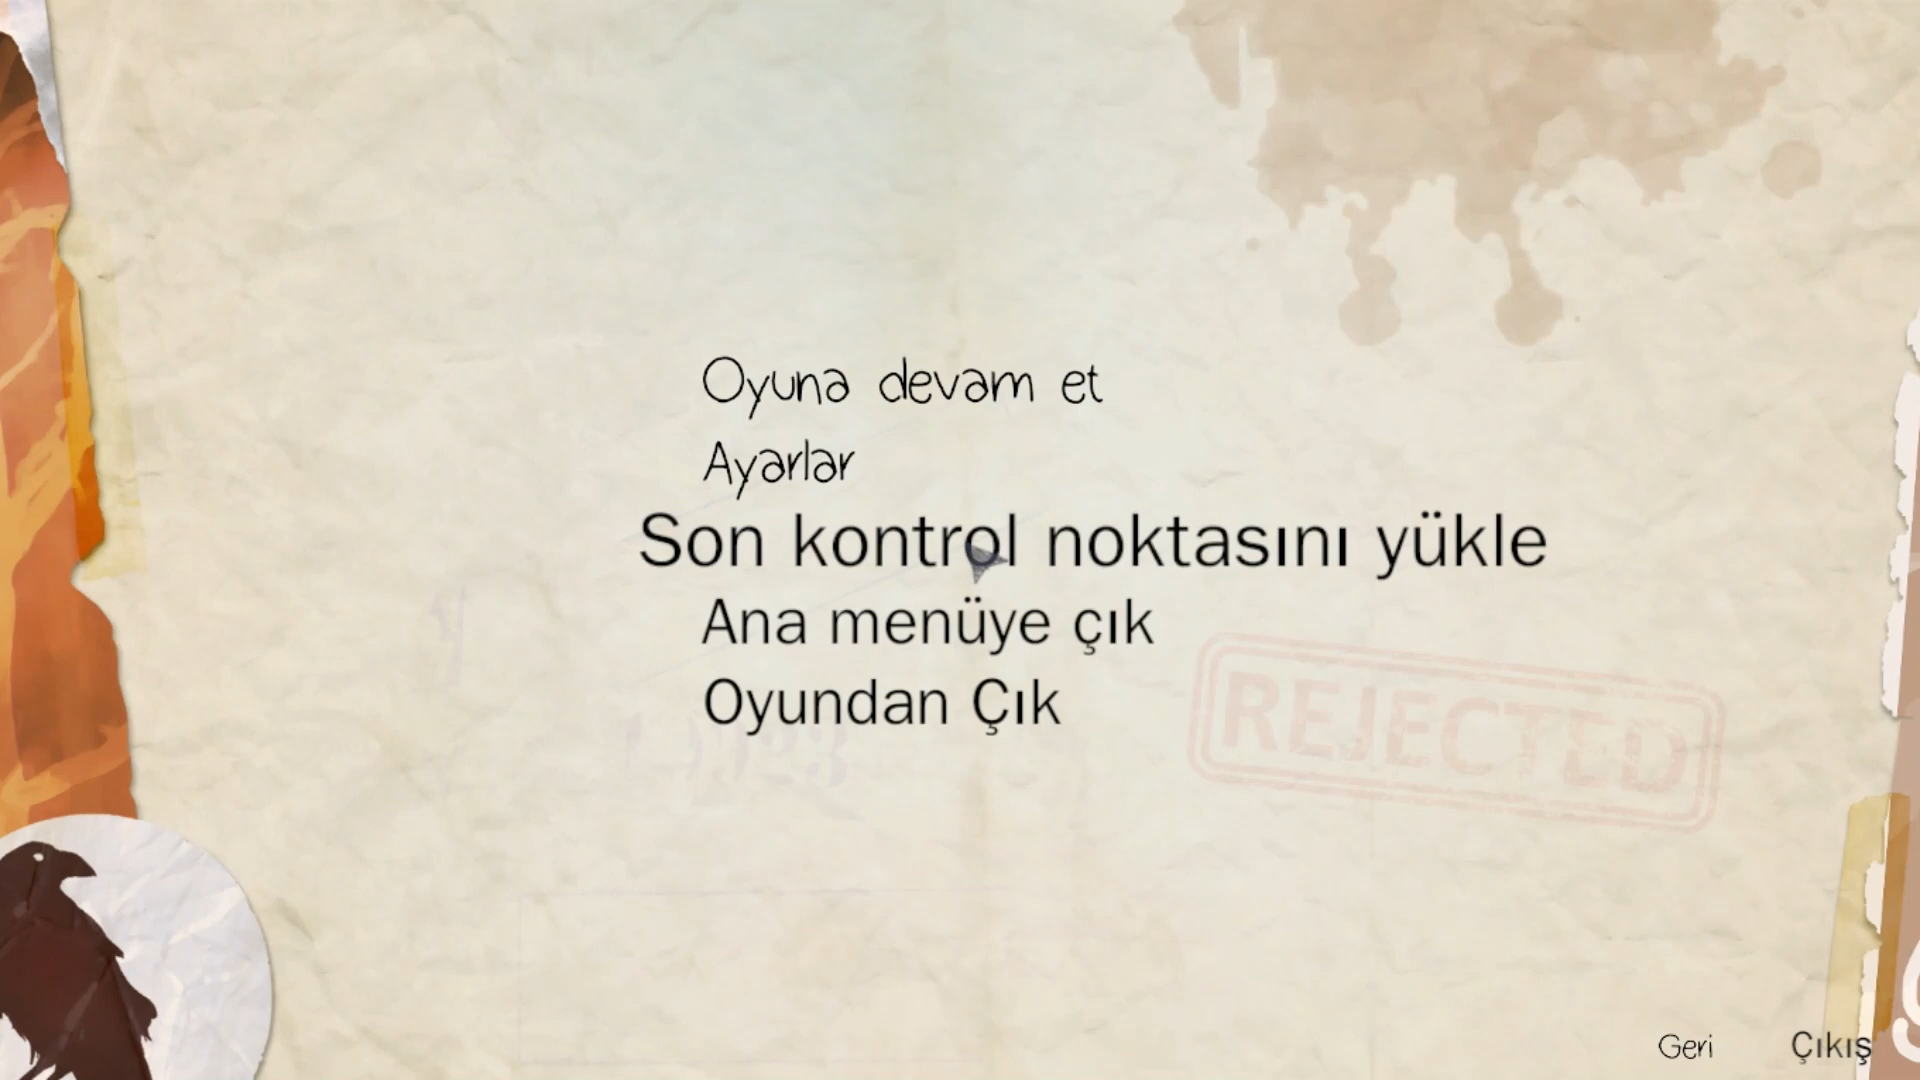 Oyuna devam et
Ayarlar
Son kontrol noktasını yükle
Ana menüye çık
Oyundan Çık
REJECTED
Geri Çıkış